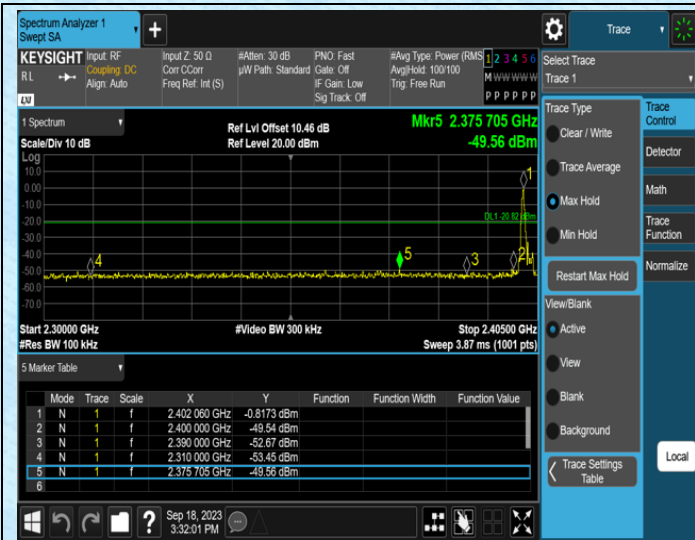 Spectrum Analyzer 1
Swept SA
+
Trace
KEYSIGHT
RL
LXI
Input: RF
Coupling: DC
Align: Auto
Input Z: 50 Ω
Corr CCorr
Freq Ref: Int (S)
#Atten: 30 dB
µW Path: Standard
PNO: Fast
Gate: Off
IF Gain: Low
Sig Track: Off
#Avg Type: Power (RMS
Avg|Hold: 100/100
Trig: Free Run
1 2 3 4 5 6
M W W W W W
P P P P P P
1 Spectrum
Scale/Div 10 dB
Ref Lvl Offset 10.46 dB
Ref Level 20.00 dBm
Mkr5 2.375 705 GHz
-49.56 dBm
Log
10.0
0.00
-10.0
-20.0
-30.0
-40.0
-50.0
-60.0
-70.0
DL1 -20.82 dBm
1
2
3
4
5
Start 2.30000 GHz
#Res BW 100 kHz
#Video BW 300 kHz
Stop 2.40500 GHz
Sweep 3.87 ms (1001 pts)
5 Marker Table
Mode Trace Scale X Y Function Function Width Function Value
1 N 1 f 2.402 060 GHz -0.8173 dBm
2 N 1 f 2.400 000 GHz -49.54 dBm
3 N 1 f 2.390 000 GHz -52.67 dBm
4 N 1 f 2.310 000 GHz -53.45 dBm
5 N 1 f 2.375 705 GHz -49.56 dBm
6
?
Sep 18, 2023
3:32:01 PM
Select Trace
Trace 1
Trace Type
Clear / Write
Trace Average
Max Hold
Min Hold
Restart Max Hold
View/Blank
Active
View
Blank
Background
Trace Settings
Table
Trace
Control
Detector
Math
Trace
Function
Normalize
Local